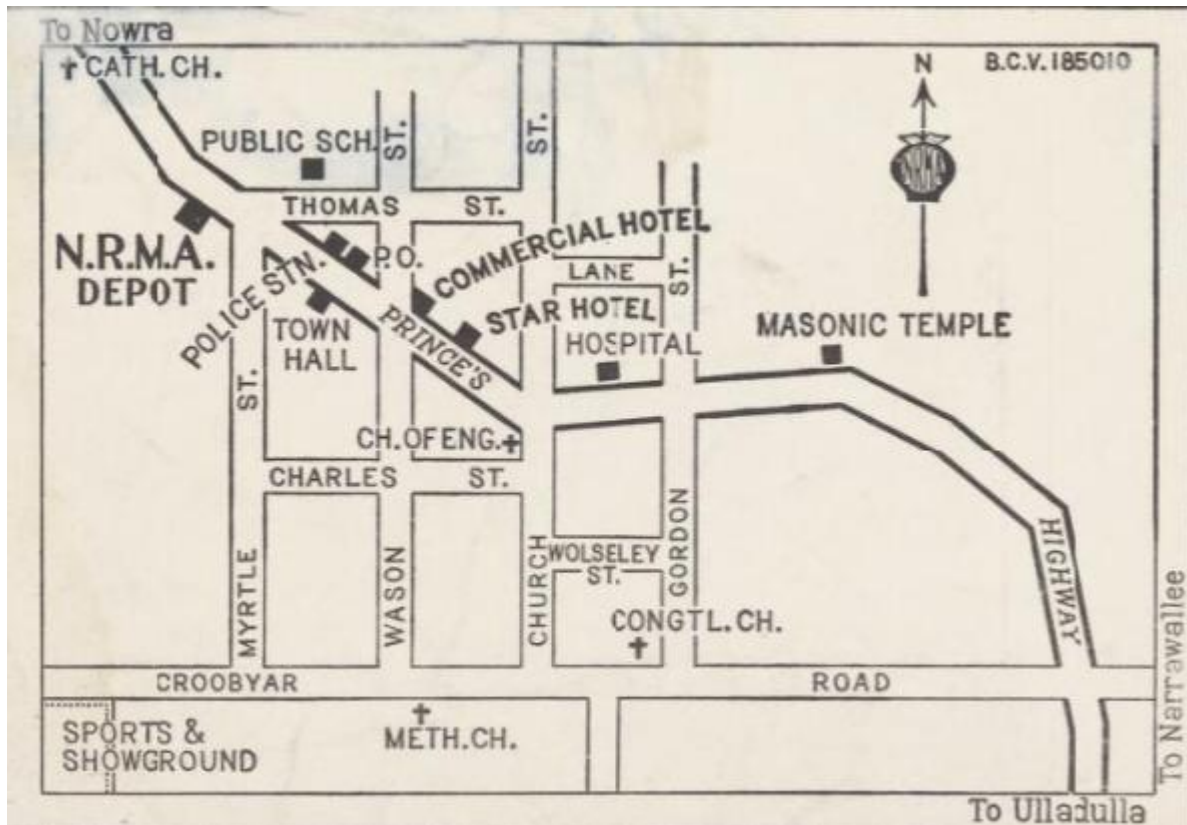 To Nowra
CATH. CH.
N
B.C.V. 185010
NRMA
PUBLIC SCH.
ST.
ST.
THOMAS ST.
N.R.M.A.
DEPOT
POLICE STN.
P.O.
COMMERCIAL HOTEL
LANE
ST.
TOWN
HALL
PRINCE'S
STAR HOTEL
HOSPITAL
MASONIC TEMPLE
ST.
CH. OF ENG.
CHARLES ST.
MYRTLE
WASON
CHURCH
WOLSELEY
ST.
GORDON
HIGHWAY
CONGTL. CH.
CROOBYAR ROAD
To Narrawallee
SPORTS &
SHOWGROUND
METH. CH.
To Ulladulla